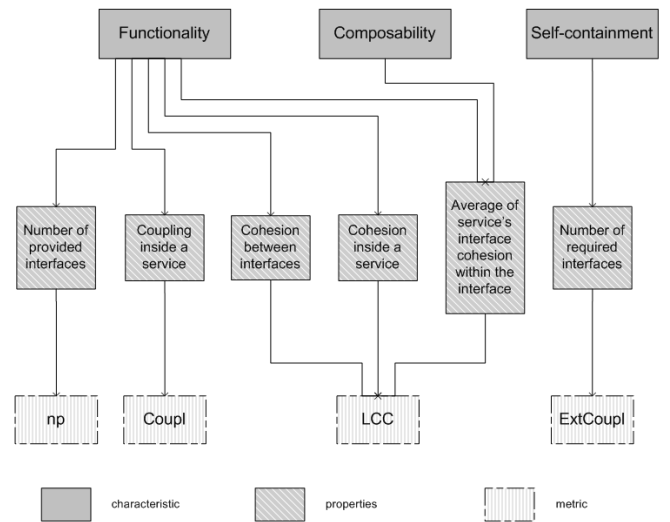 Functionality
Composability
Self-containment
Number of
provided
interfaces
Coupling
inside a
service
Cohesion
between
interfaces
Cohesion
inside a
service
Average of
service's
interface
cohesion
within the
interface
Number of
required
interfaces
np
Coupl
LCC
ExtCoupl
characteristic
properties
metric